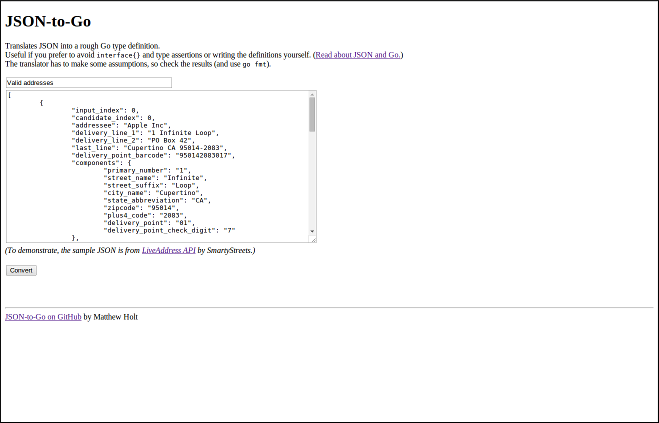 JSON-to-Go
Translates JSON into a rough Go type definition.
Useful if you prefer to avoid interface{} and type assertions or writing the definitions yourself. (Read about JSON and Go.)
The translator has to make some assumptions, so check the results (and use go fmt).
Valid addresses
[
{
"input_index": 0,
"candidate_index": 0,
"addressee": "Apple Inc",
"delivery_line_1": "1 Infinite Loop",
"delivery_line_2": "PO Box 42",
"last_line": "Cupertino CA 95014-2083",
"delivery_point_barcode": "950142083017",
"components": {
"primary_number": "1",
"street_name": "Infinite",
"street_suffix": "Loop",
"city_name": "Cupertino",
"state_abbreviation": "CA",
"zipcode": "95014",
"plus4_code": "2083",
"delivery_point": "01",
"delivery_point_check_digit": "7"
},
(To demonstrate, the sample JSON is from LiveAddress API by SmartyStreets.)
Convert
JSON-to-Go on GitHub by Matthew Holt